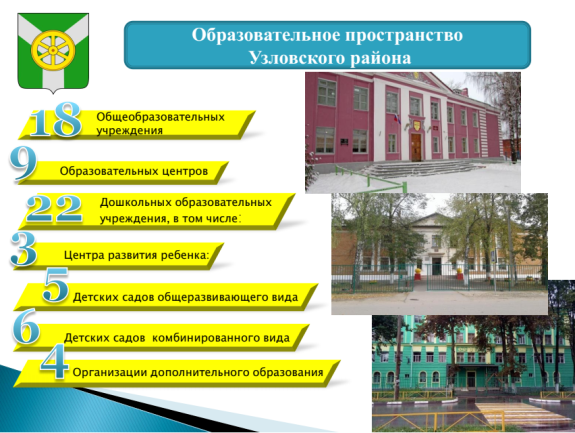 Образовательное пространство
Узловского района
18 Общеобразовательных
учреждения
9 Образовательных центров
22 Дошкольных образовательных
учреждения, в том числе:
3 Центра развития ребенка:
5 Детских садов общеразвивающего вида
6 Детских садов комбинированного вида
4 Организации дополнительного образования